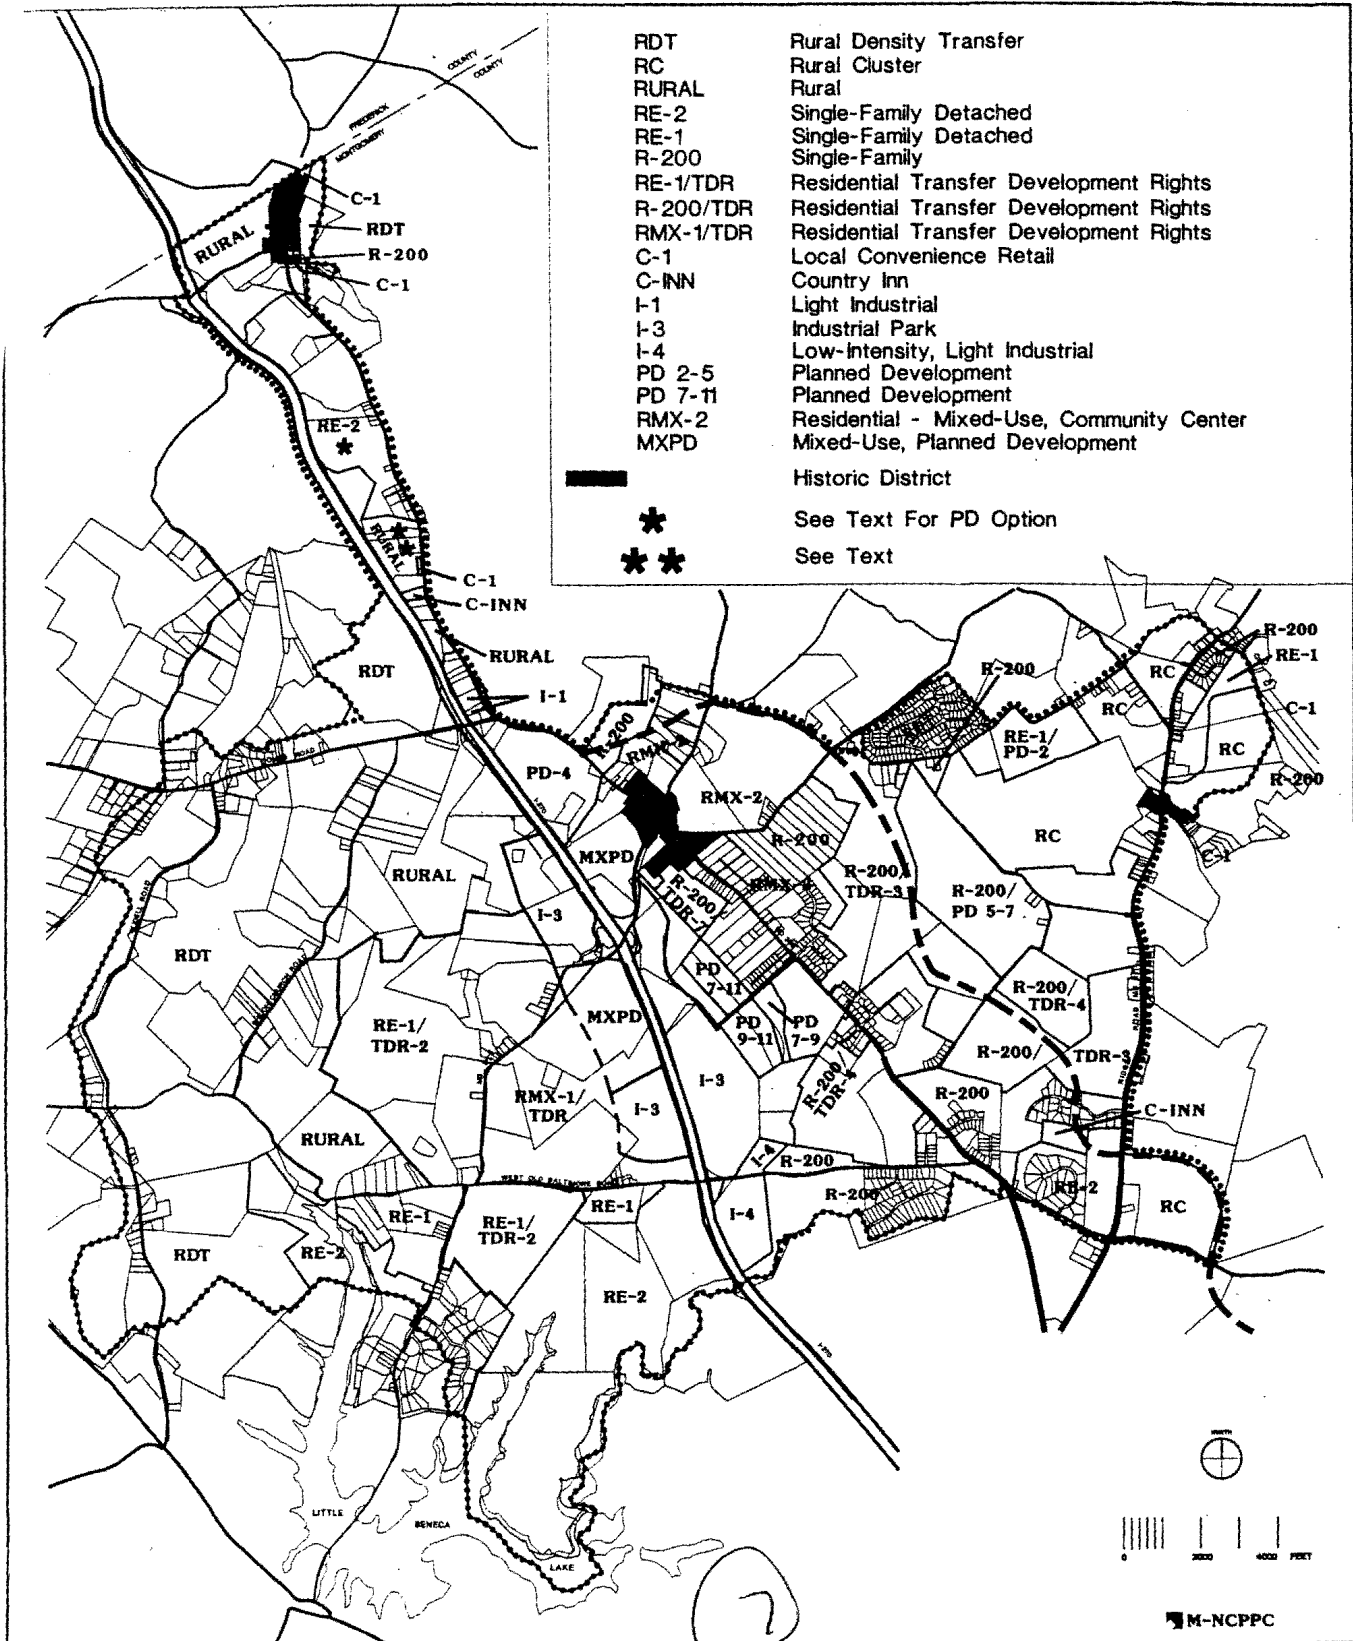 RDT Rural Density Transfer
RC Rural Cluster
RURAL Rural
RE-2 Single-Family Detached
RE-1 Single-Family Detached
R-200 Single-Family
RE-1/TDR Residential Transfer Development Rights
R-200/TDR Residential Transfer Development Rights
RMX-1/TDR Residential Transfer Development Rights
C-1 Local Convenience Retail
C-INN Country Inn
I-1 Light Industrial
I-3 Industrial Park
I-4 Low-Intensity, Light Industrial
PD 2-5 Planned Development
PD 7-11 Planned Development
RMX-2 Residential - Mixed-Use, Community Center
MXPD Mixed-Use, Planned Development
Historic District
* See Text For PD Option
** See Text
COUNTY
COUNTY
FREDERICK
MONTGOMERY
C-1
RDT
R-200
C-1
RURAL
RE-2
*
**
RURAL
C-1
C-INN
RURAL
I-1
RDT
R-200
PD-4
RMX-2
R-200
MXPD
R-200/
TDR-7
I-270
ROAD
RURAL
I-3
RDT
RE-1/
TDR-2
MXPD
PD
7-11
PD
9-11
PD
7-9
R-200/
TDR-3
R-200/
PD 5-7
R-200/
TDR-4
R-200/
TDR-3
R-200/
R-200
RE-1/
PD-2
RC
RC
RC
RC
R-200
RE-1
C-1
R-200
C-1
I-3
I-3
RMX-1/
TDR
RURAL
I-4
R-200
R-200
C-INN
RE-2
RC
WEST OLD BALTIMORE ROAD
RE-1
RE-1/
TDR-2
RE-1
I-4
R-200
RDT
RE-2
RE-2
I-270
RIDGE
ROAD
LITTLE
SENECA
LAKE
NORTH
0 2000 4000 FEET
M-NCPPC